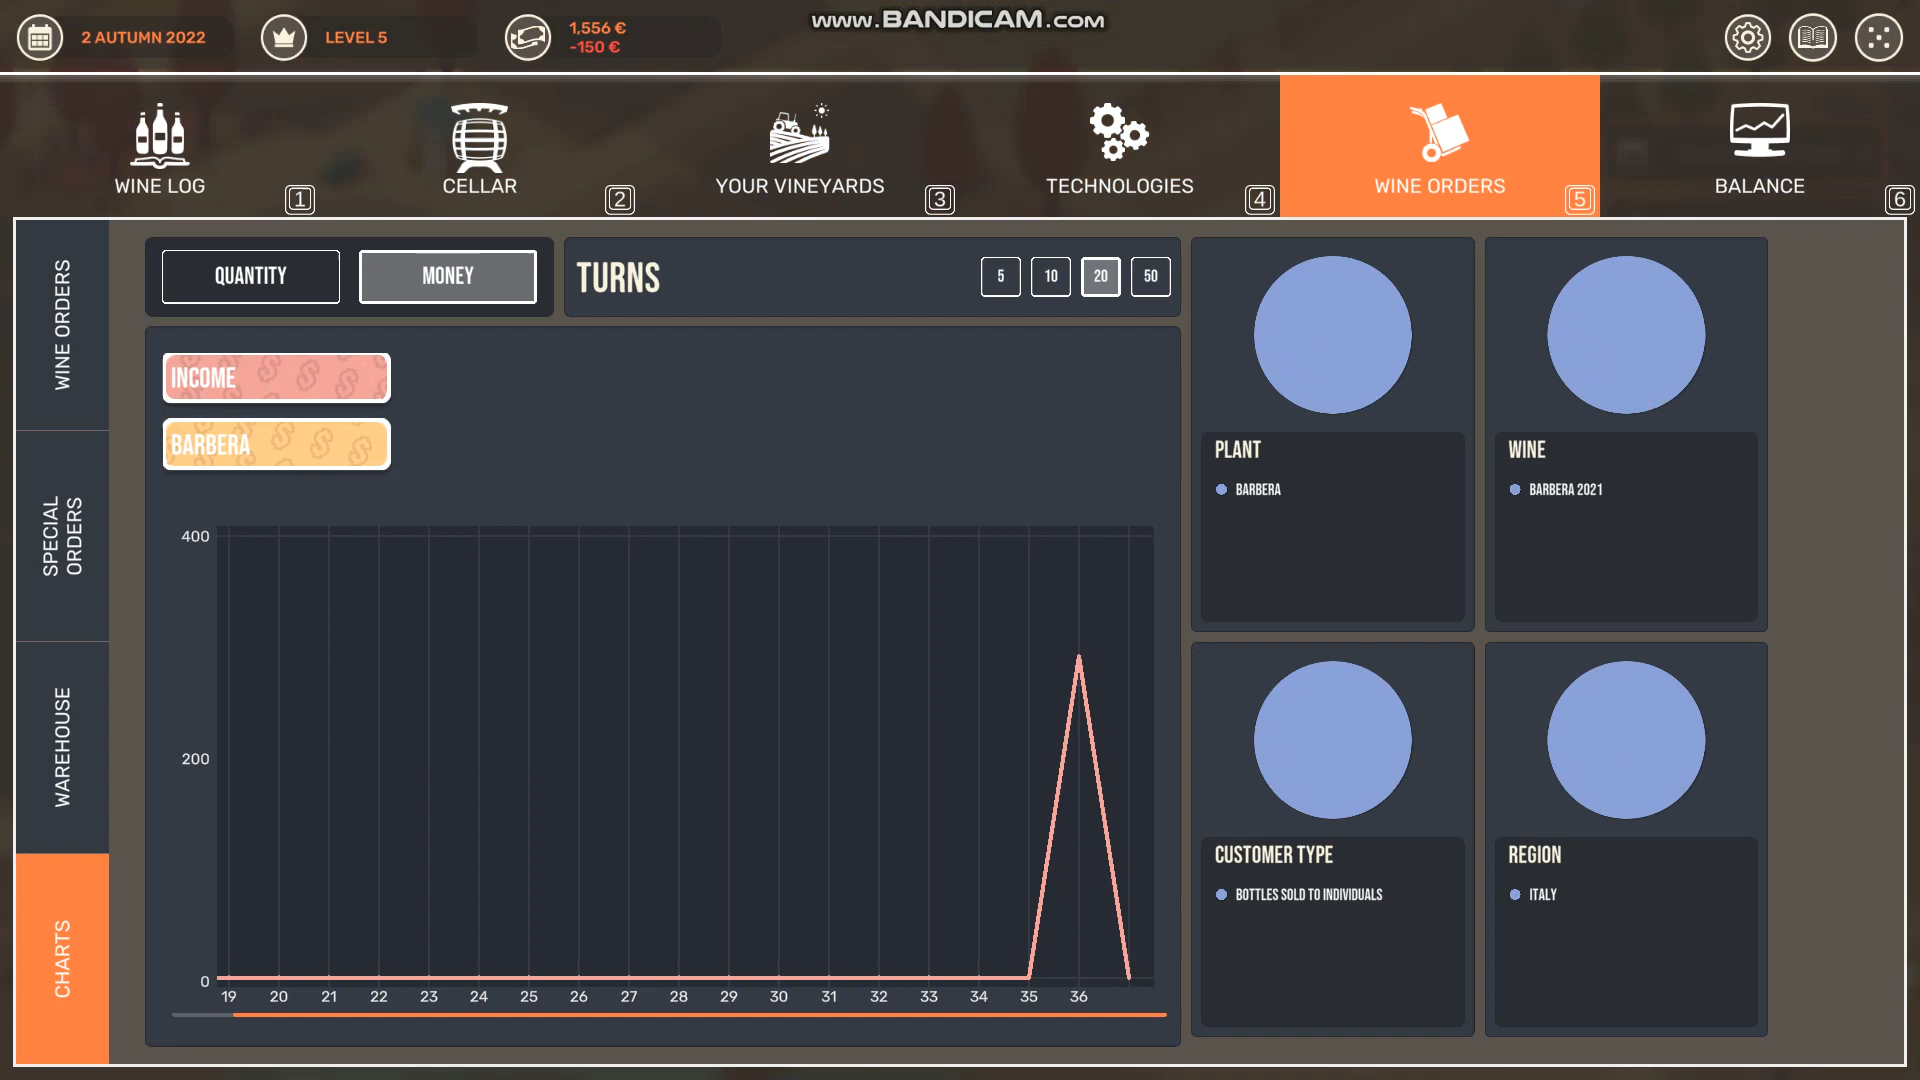 www.BANDICAM.com
2 AUTUMN 2022
LEVEL 5
1,556 €
-150 €
WINE LOG
1
CELLAR
2
YOUR VINEYARDS
3
TECHNOLOGIES
4
WINE ORDERS
5
BALANCE
6
WINE ORDERS
SPECIAL
ORDERS
WAREHOUSE
CHARTS
QUANTITY
MONEY
TURNS
5
10
20
50
INCOME
BARBERA
400
200
0
19 20 21 22 23 24 25 26 27 28 29 30 31 32 33 34 35 36
PLANT
BARBERA
WINE
BARBERA 2021
CUSTOMER TYPE
BOTTLES SOLD TO INDIVIDUALS
REGION
ITALY